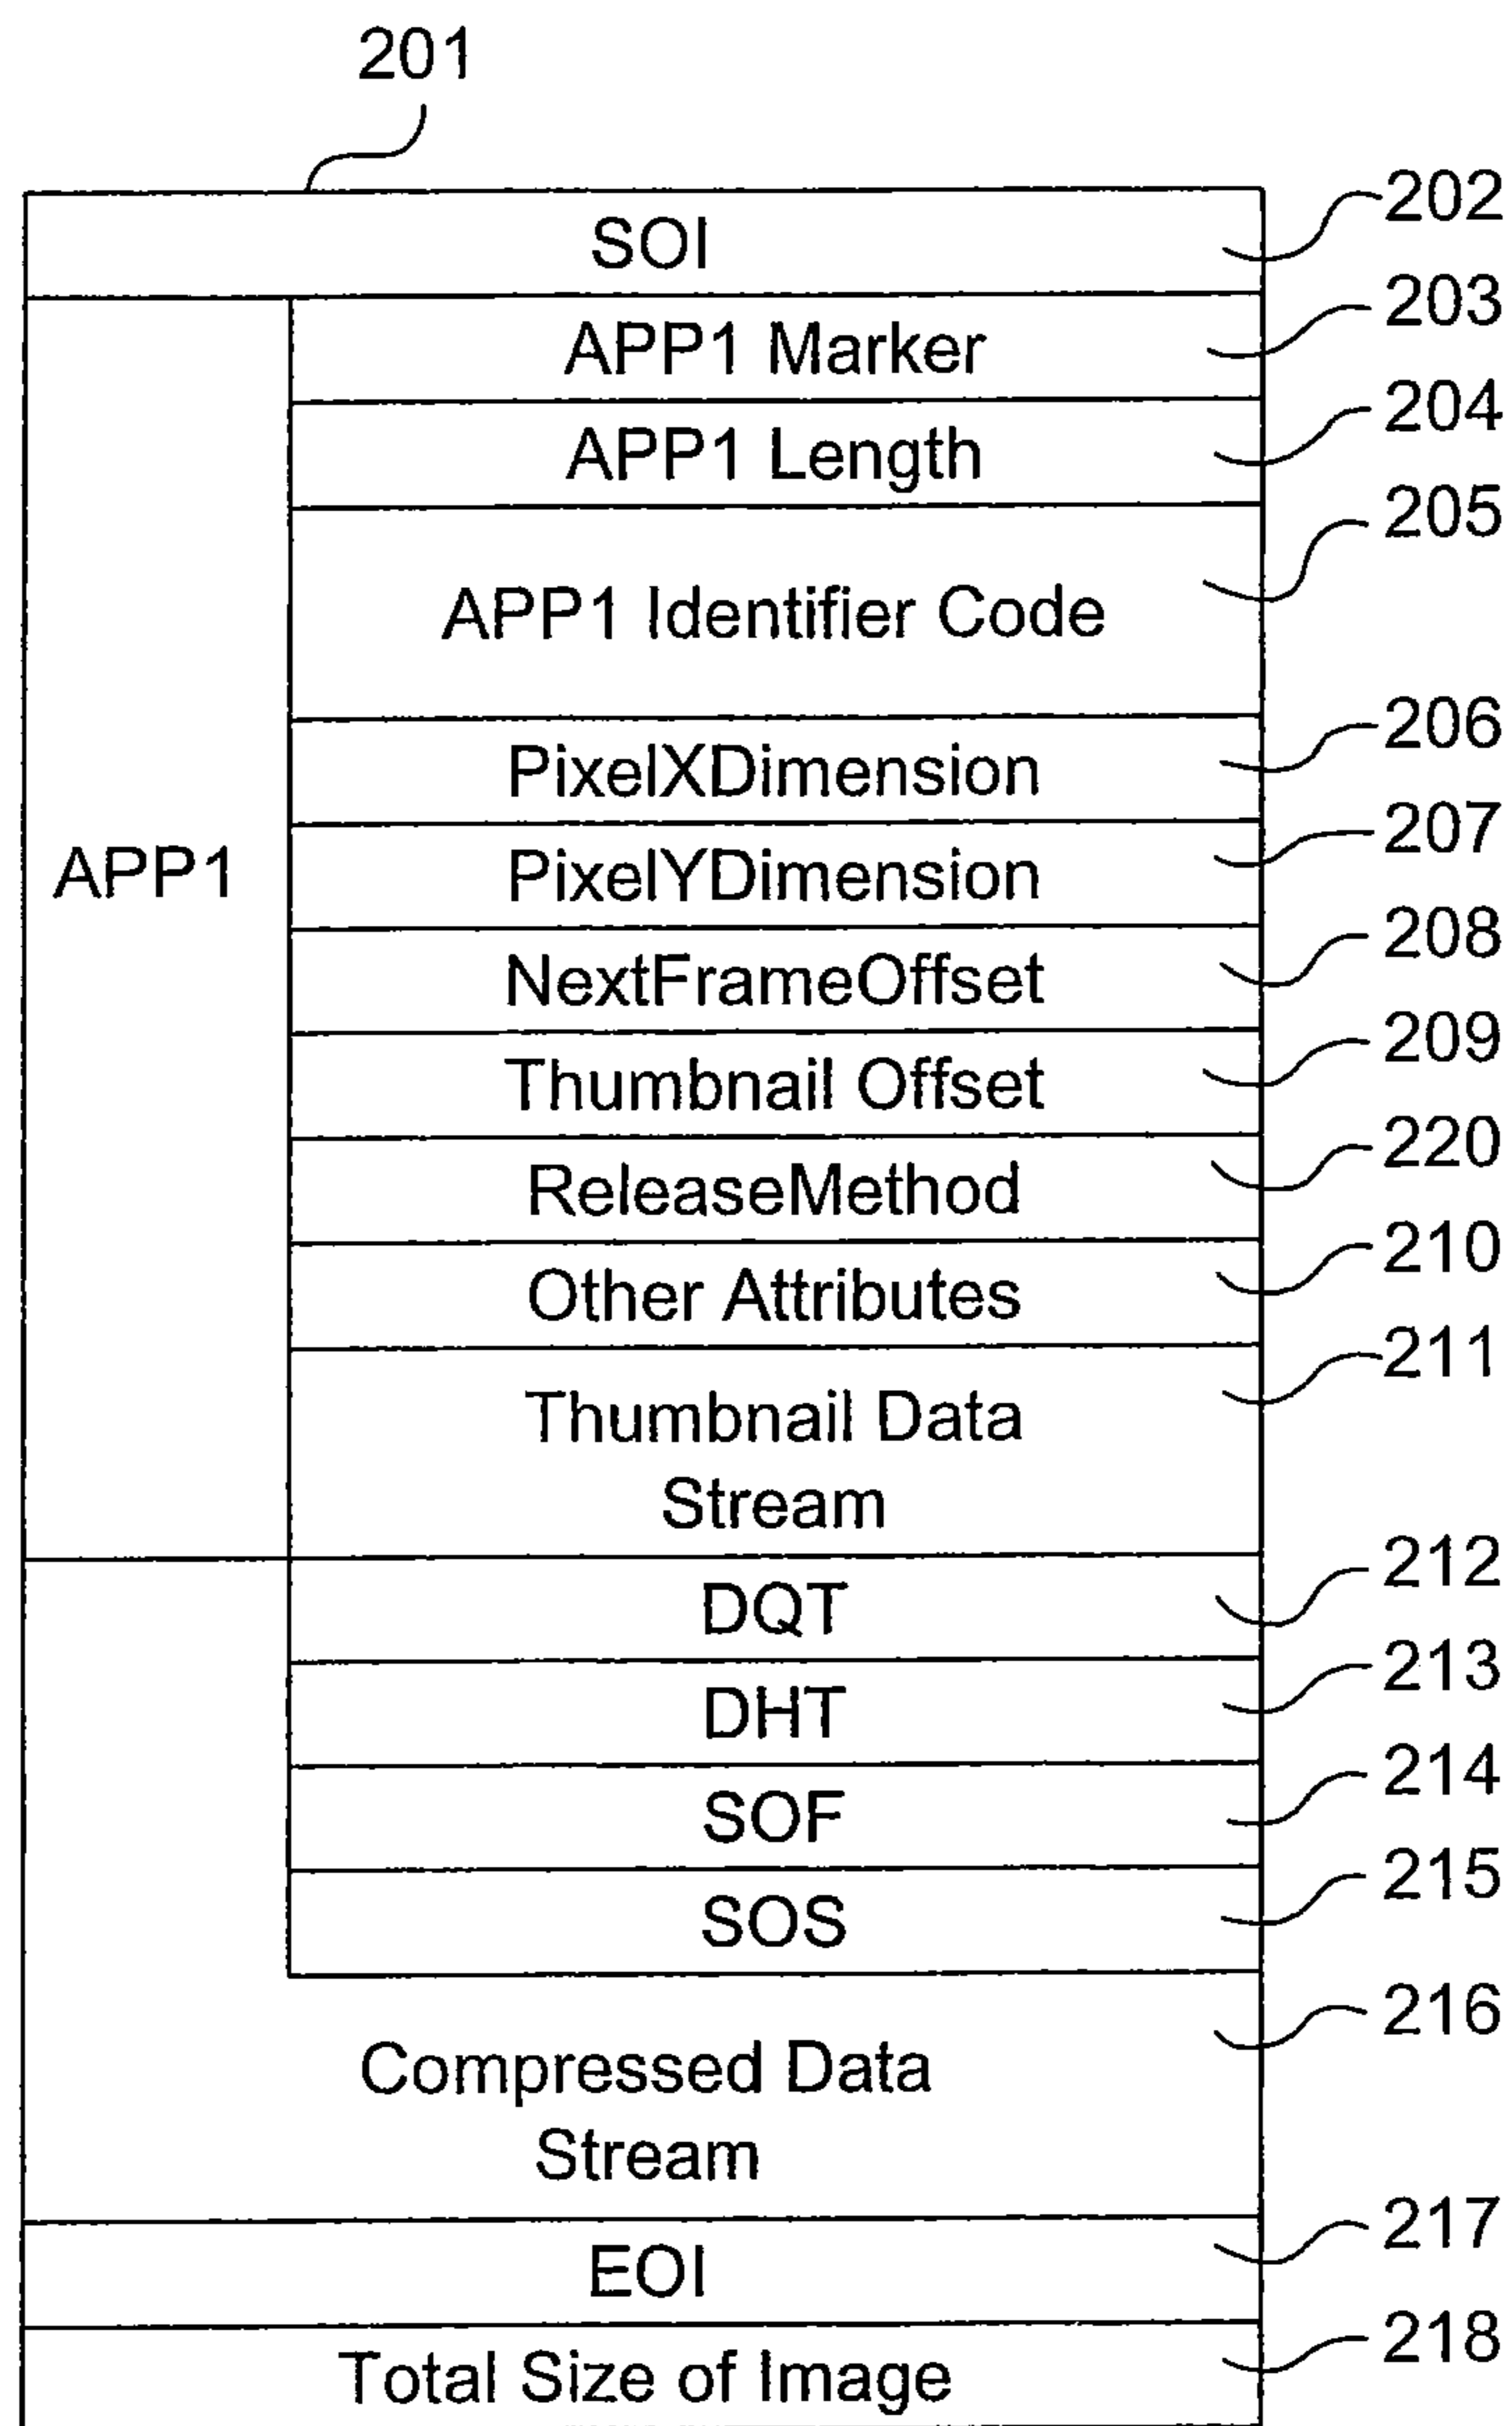 201
SOI 202
APP1 Marker 203
APP1 Length 204
APP1 Identifier Code 205
PixelXDimension 206
APP1 PixelYDimension 207
NextFrameOffset 208
Thumbnail Offset 209
ReleaseMethod 220
Other Attributes 210
Thumbnail Data 211
Stream
DQT 212
DHT 213
SOF 214
SOS 215
Compressed Data 216
Stream
EOI 217
Total Size of Image 218